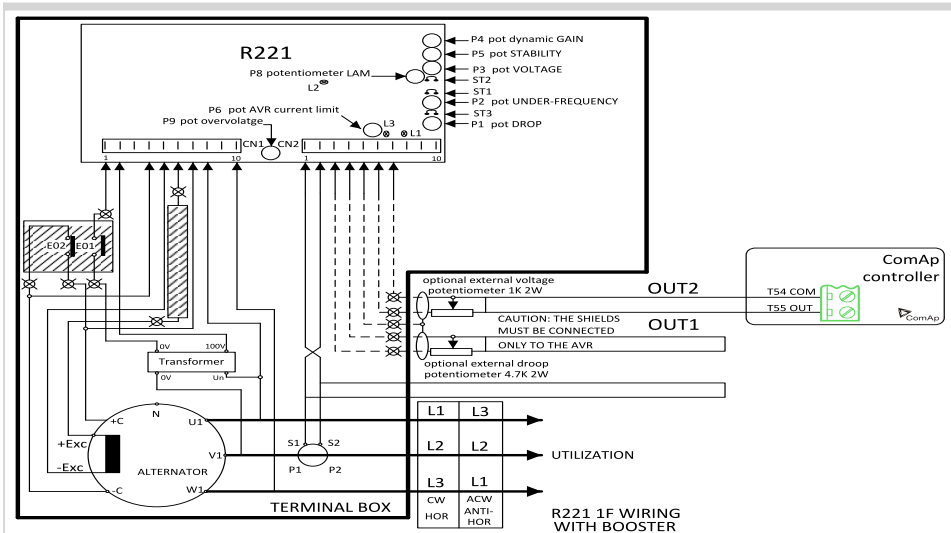 R221
P4 pot dynamic GAIN
P5 pot STABILITY
P3 pot VOLTAGE
P8 potentiometer LAM
ST2
L2
ST1
P2 pot UNDER-FREQUENCY
ST3
P6 pot AVR current limit
P9 pot overvolatge
L3
L1
P1 pot DROP
CN1
CN2
1
10
1
10
E02
E01
optional external voltage
potentiometer 1K 2W
OUT2
CAUTION: THE SHIELDS
MUST BE CONNECTED
ONLY TO THE AVR
OUT1
optional external droop
potentiometer 4.7K 2W
ComAp
controller
T54 COM
T55 OUT
ComAp
0V
100V
Transformer
0V
Un
N
+C
U1
+Exc
V1
-Exc
ALTERNATOR
-C
W1
S1
S2
P1
P2
L1
L3
L2
L2
L3
L1
CW
HOR
ACW
ANTI-
HOR
UTILIZATION
TERMINAL BOX
R221 1F WIRING
WITH BOOSTER